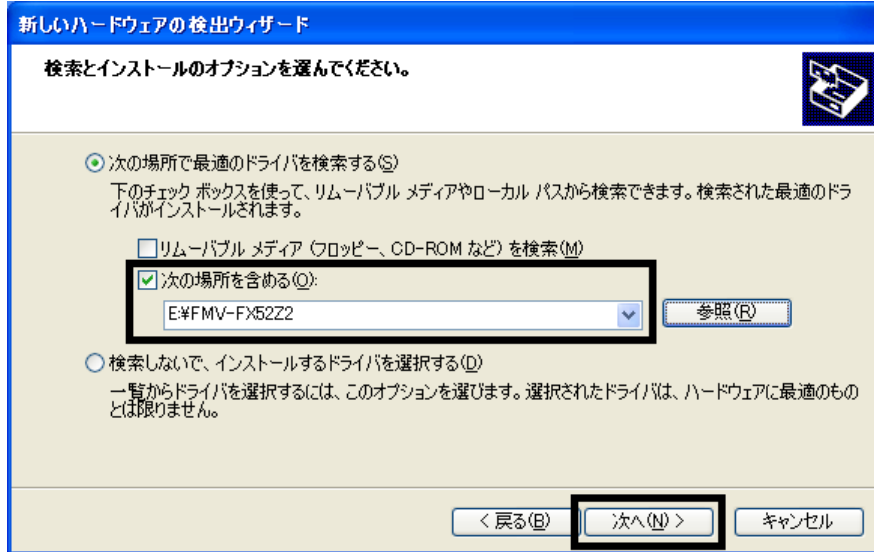 新しいハードウェアの検出ウィザード
検索とインストールのオプションを選んでください。
次の場所で最適のドライバを検索する(S)
下のチェック ボックスを使って、リムーバブル メディアやローカル パスから検索できます。検索された最適のドラ
イバがインストールされます。
リムーバブル メディア (フロッピー、CD-ROM など) を検索(M)
次の場所を含める(O):
E:¥FMV-FX52Z2
参照(R)
検索しないで、インストールするドライバを選択する(D)
一覧からドライバを選択するには、このオプションを選びます。選択されたドライバは、ハードウェアに最適のもの
とは限りません。
< 戻る(B) 次へ(N) > キャンセル